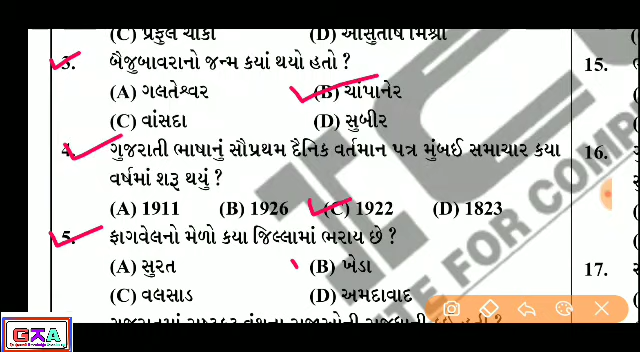 (C) પ્રફુલ ચાકી (D) આસુતોષ મિશ્રા
3. બૈજુબાવરાનો જન્મ કયાં થયો હતો ? 15.
(A) ગલતેશ્વર (B) ચાંપાનેર
(C) વાંસદા (D) સુબીર
4. ગુજરાતી ભાષાનું સૌપ્રથમ દૈનિક વર્તમાન પત્ર મુંબઈ સમાચાર કયા 16.
વર્ષમાં શરૂ થયું ?
(A) 1911 (B) 1926 (C) 1922 (D) 1823
5. ફાગવેલનો મેળો કયા જિલ્લામાં ભરાય છે ?
(A) સુરત (B) ખેડા 17.
(C) વલસાડ (D) અમદાવાદ
GKA